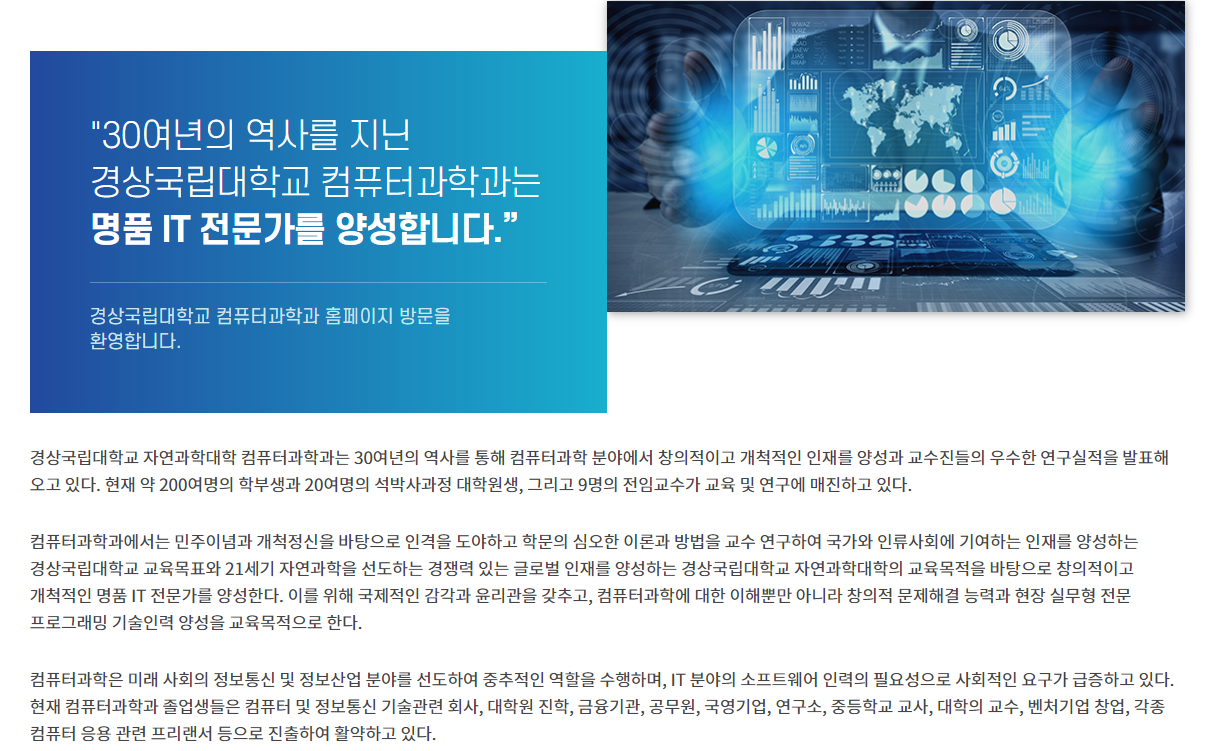 "30여년의 역사를 지닌
경상국립대학교 컴퓨터과학과는
명품 IT 전문가를 양성합니다.”
경상국립대학교 컴퓨터과학과 홈페이지 방문을
환영합니다.
경상국립대학교 자연과학대학 컴퓨터과학과는 30여년의 역사를 통해 컴퓨터과학 분야에서 창의적이고 개척적인 인재를 양성과 교수진들의 우수한 연구실적을 발표해
오고 있다. 현재 약 200여명의 학부생과 20여명의 석박사과정 대학원생, 그리고 9명의 전임교수가 교육 및 연구에 매진하고 있다.
컴퓨터과학과에서는 민주이념과 개척정신을 바탕으로 인격을 도야하고 학문의 심오한 이론과 방법을 교수 연구하여 국가와 인류사회에 기여하는 인재를 양성하는
경상국립대학교 교육목표와 21세기 자연과학을 선도하는 경쟁력 있는 글로벌 인재를 양성하는 경상국립대학교 자연과학대학의 교육목적을 바탕으로 창의적이고
개척적인 명품 IT 전문가를 양성한다. 이를 위해 국제적인 감각과 윤리관을 갖추고, 컴퓨터과학에 대한 이해뿐만 아니라 창의적 문제해결 능력과 현장 실무형 전문
프로그래밍 기술인력 양성을 교육목적으로 한다.
컴퓨터과학은 미래 사회의 정보통신 및 정보산업 분야를 선도하여 중추적인 역할을 수행하며, IT 분야의 소프트웨어 인력의 필요성으로 사회적인 요구가 급증하고 있다.
현재 컴퓨터과학과 졸업생들은 컴퓨터 및 정보통신 기술관련 회사, 대학원 진학, 금융기관, 공무원, 국영기업, 연구소, 중등학교 교사, 대학의 교수, 벤처기업 창업, 각종
컴퓨터 응용 관련 프리랜서 등으로 진출하여 활약하고 있다.